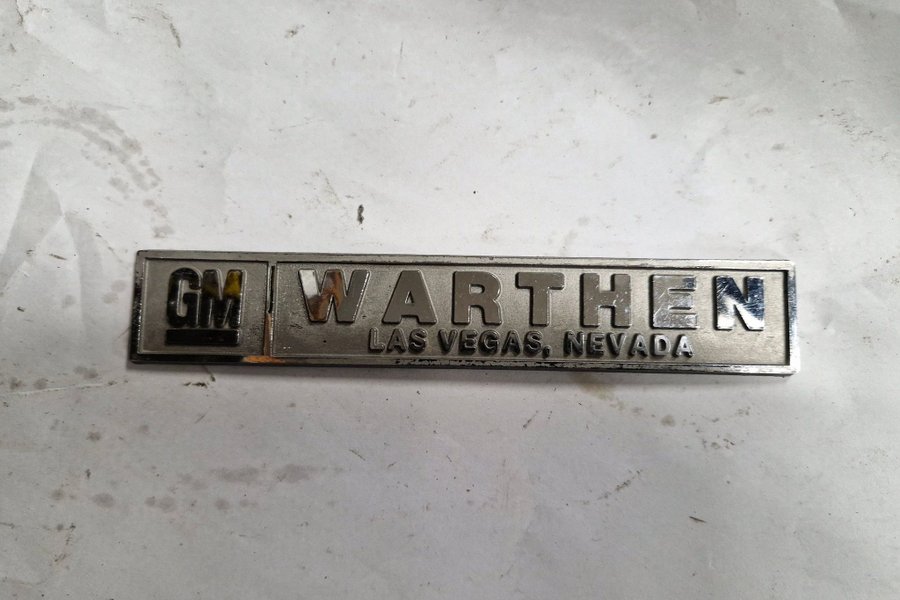 GM WARTHEN
LAS VEGAS, NEVADA